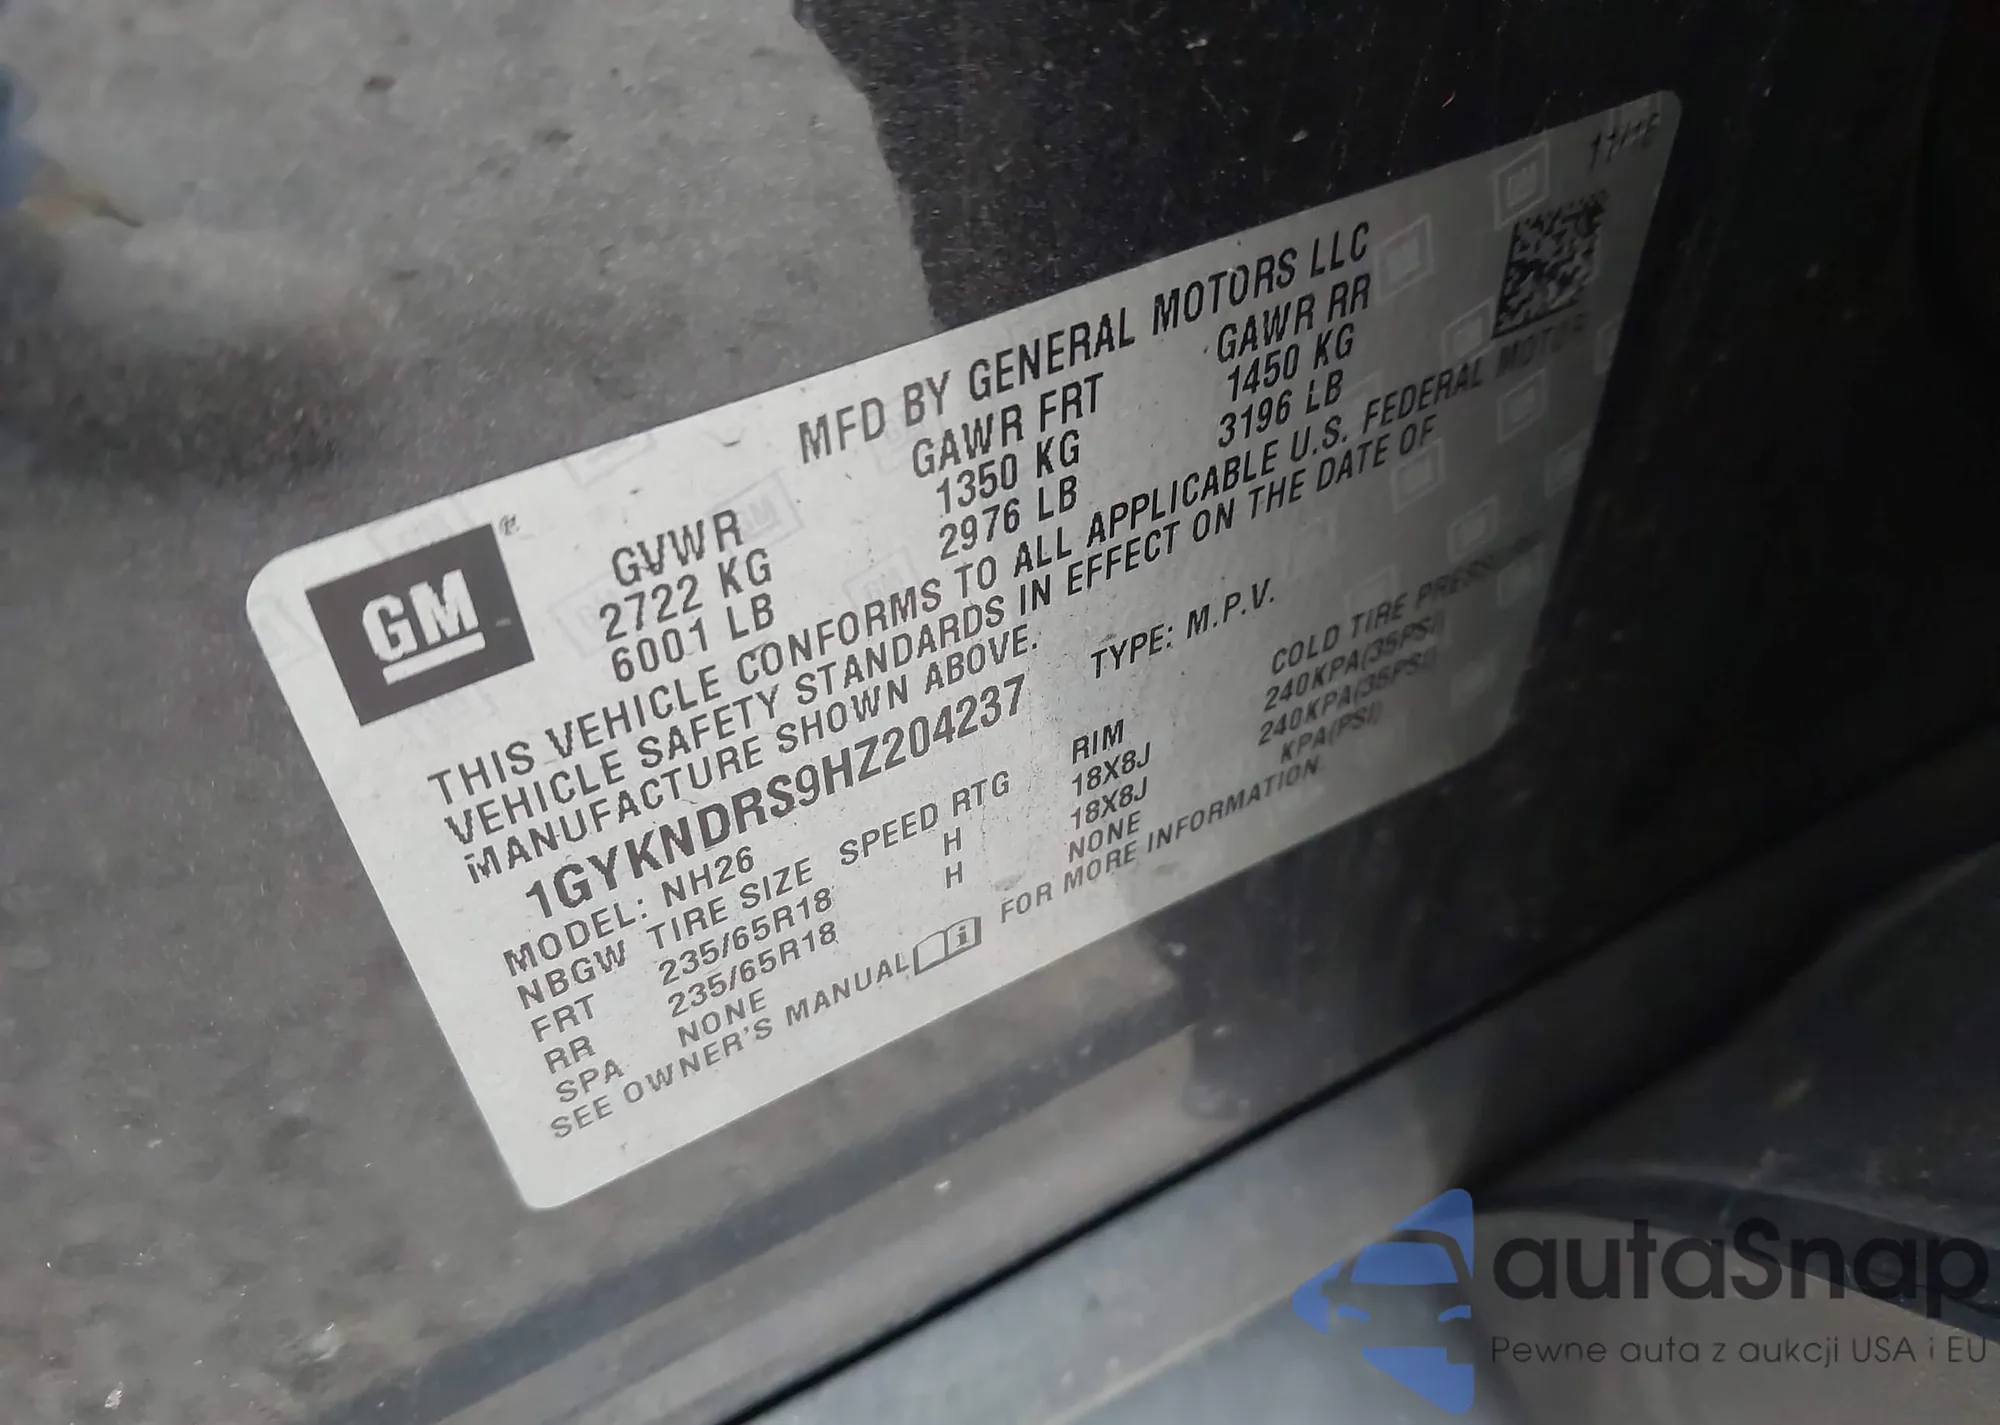 11/16
MFD BY GENERAL MOTORS LLC
GVWR GAWR FRT GAWR RR
2722 KG 1350 KG 1450 KG
6001 LB 2976 LB 3196 LB
THIS VEHICLE CONFORMS TO ALL APPLICABLE U.S. FEDERAL MOTOR
VEHICLE SAFETY STANDARDS IN EFFECT ON THE DATE OF
MANUFACTURE SHOWN ABOVE.
1GYKNDRS9HZ204237 TYPE: M.P.V.
MODEL: NH26
NBGW TIRE SIZE SPEED RTG RIM COLD TIRE PRESSURE
FRT 235/65R18 H 18X8J 240KPA(35PSI)
RR 235/65R18 H 18X8J 240KPA(35PSI)
SPA NONE NONE KPA(PSI)
SEE OWNER'S MANUAL FOR MORE INFORMATION.
GM
autaSnap
Pewne auta z aukcji USA i EU